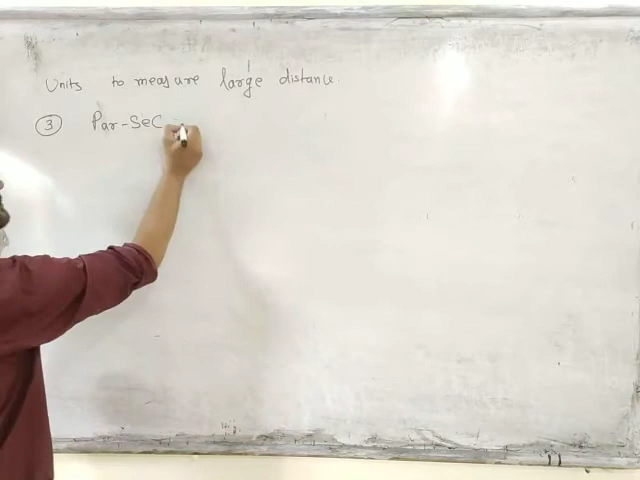 Units to measure large distance.
③ Par-Sec